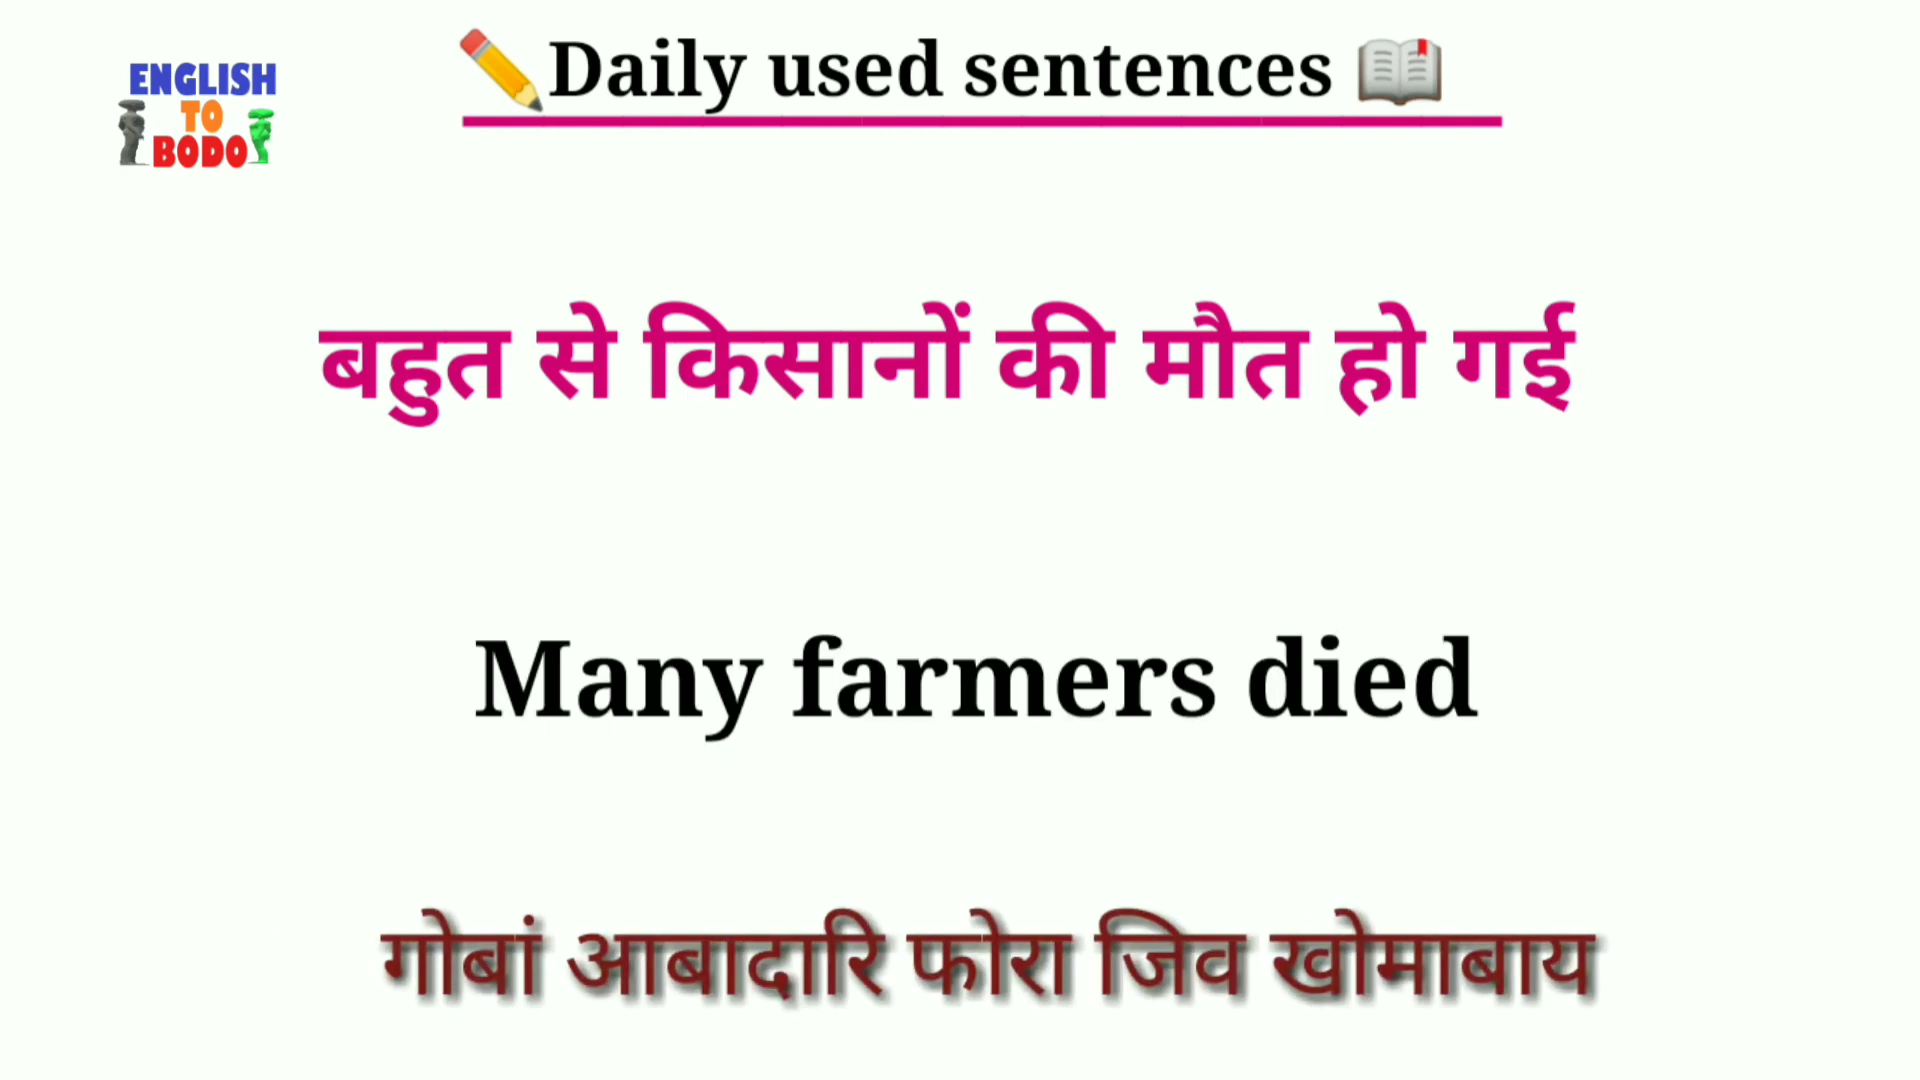 ENGLISH
TO
BODO
Daily used sentences
बहुत से किसानों की मौत हो गई
Many farmers died
गोबां आबादारि फोरा जिव खोमाबाय